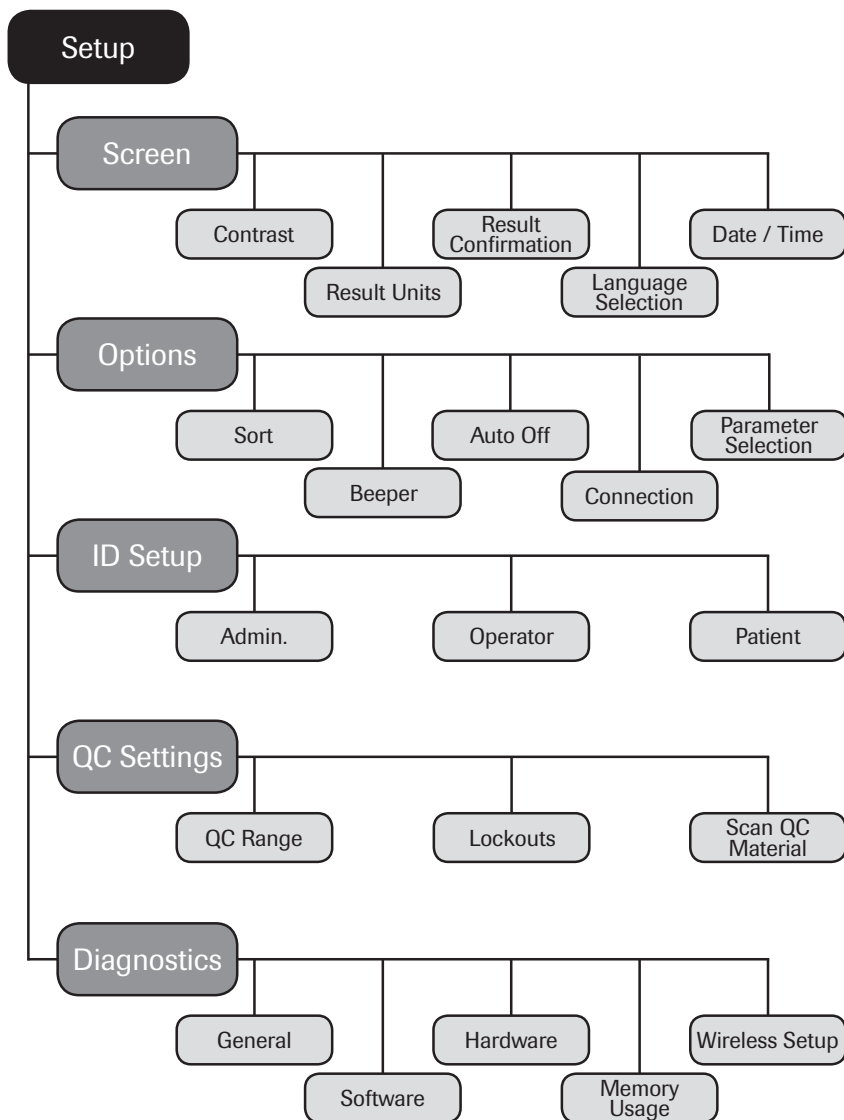 Setup
Screen
Contrast
Result Units
Result
Confirmation
Language
Selection
Date / Time
Options
Sort
Beeper
Auto Off
Connection
Parameter
Selection
ID Setup
Admin.
Operator
Patient
QC Settings
QC Range
Lockouts
Scan QC
Material
Diagnostics
General
Software
Hardware
Memory
Usage
Wireless Setup